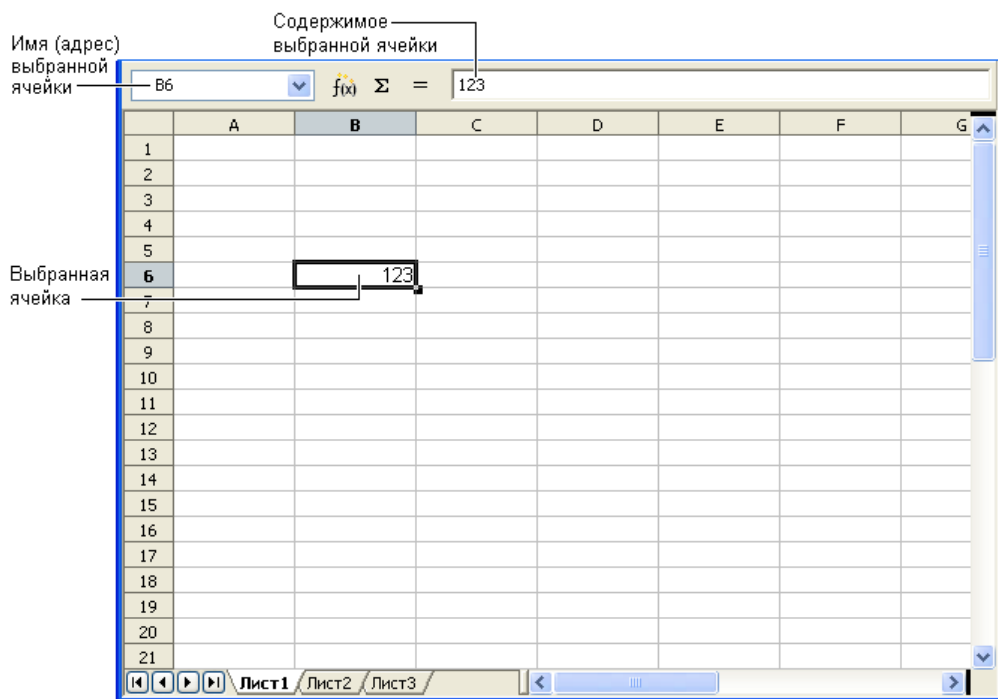 Содержимое
выбранной ячейки
Имя (адрес)
выбранной
ячейки
B6 f(x) Σ = 123
A B C D E F G
1
2
3
4
5
Выбранная
ячейка
6 123
7
8
9
10
11
12
13
14
15
16
17
18
19
20
21
Лист1 Лист2 Лист3